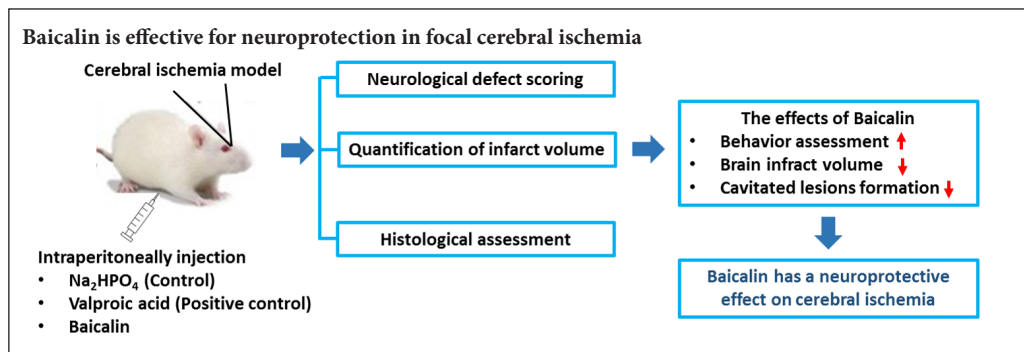 Baicalin is effective for neuroprotection in focal cerebral ischemia
Cerebral ischemia model
Intraperitoneally injection
• Na₂HPO₄ (Control)
• Valproic acid (Positive control)
• Baicalin
Neurological defect scoring
Quantification of infarct volume
Histological assessment
The effects of Baicalin
• Behavior assessment ↑
• Brain infract volume ↓
• Cavitated lesions formation ↓
Baicalin has a neuroprotective
effect on cerebral ischemia